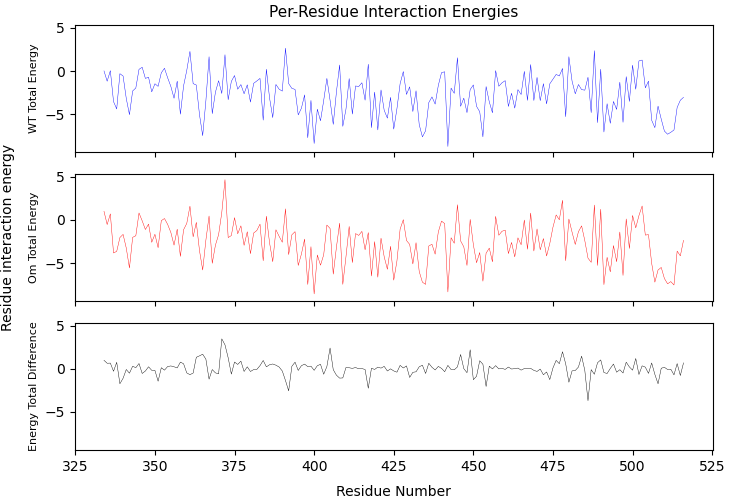 Per-Residue Interaction Energies
Residue interaction energy
WT Total Energy
5
0
−5
Om Total Energy
5
0
−5
Energy Total Difference
5
0
−5
325 350 375 400 425 450 475 500 525
Residue Number